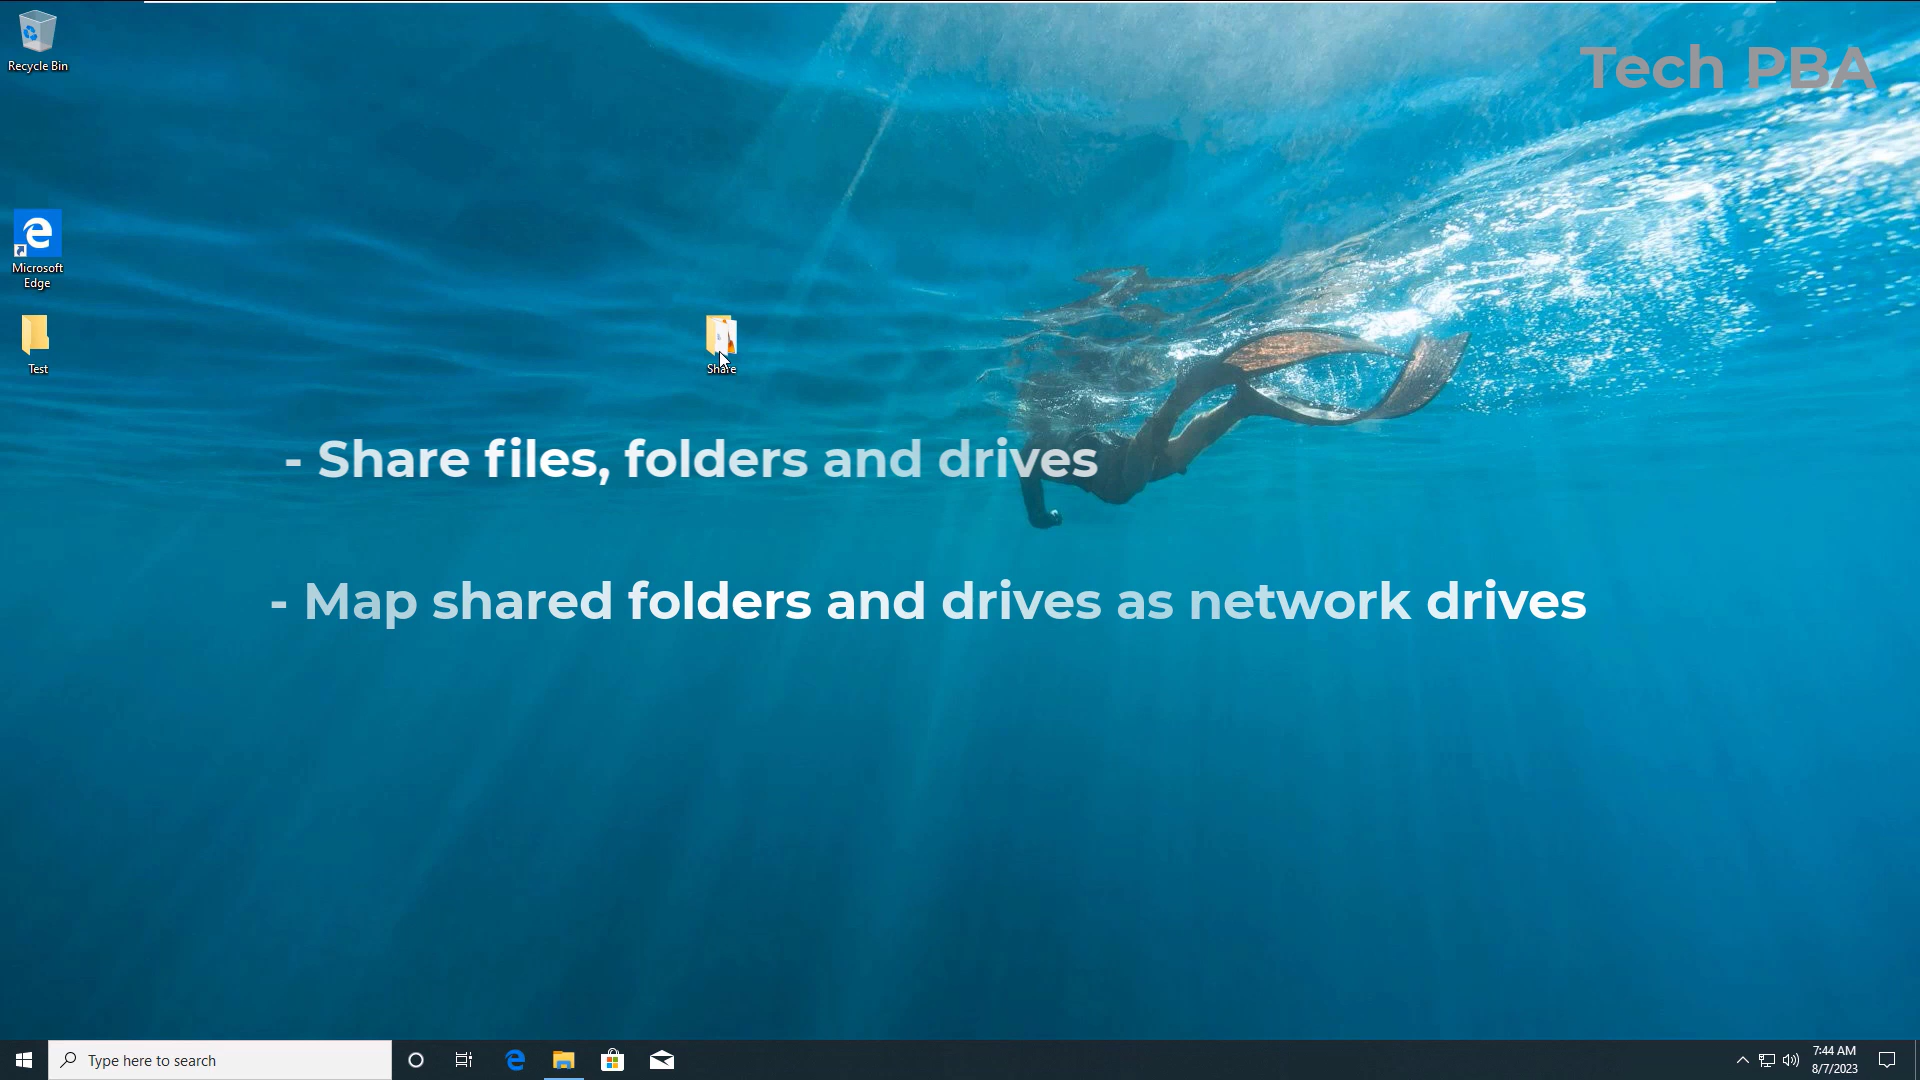 Recycle Bin
Tech PBA
Microsoft
Edge
Test
Share
- Share files, folders and drives
- Map shared folders and drives as network drives
Type here to search
7:44 AM
8/7/2023